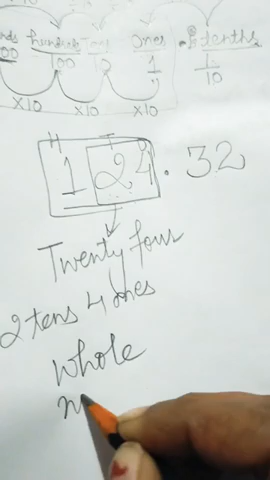 hundreds Tens Ones tenths
100 10 1 1/10
X10 X10 X10
H T O
124.32
Twenty four
2 tens 4 ones
Whole